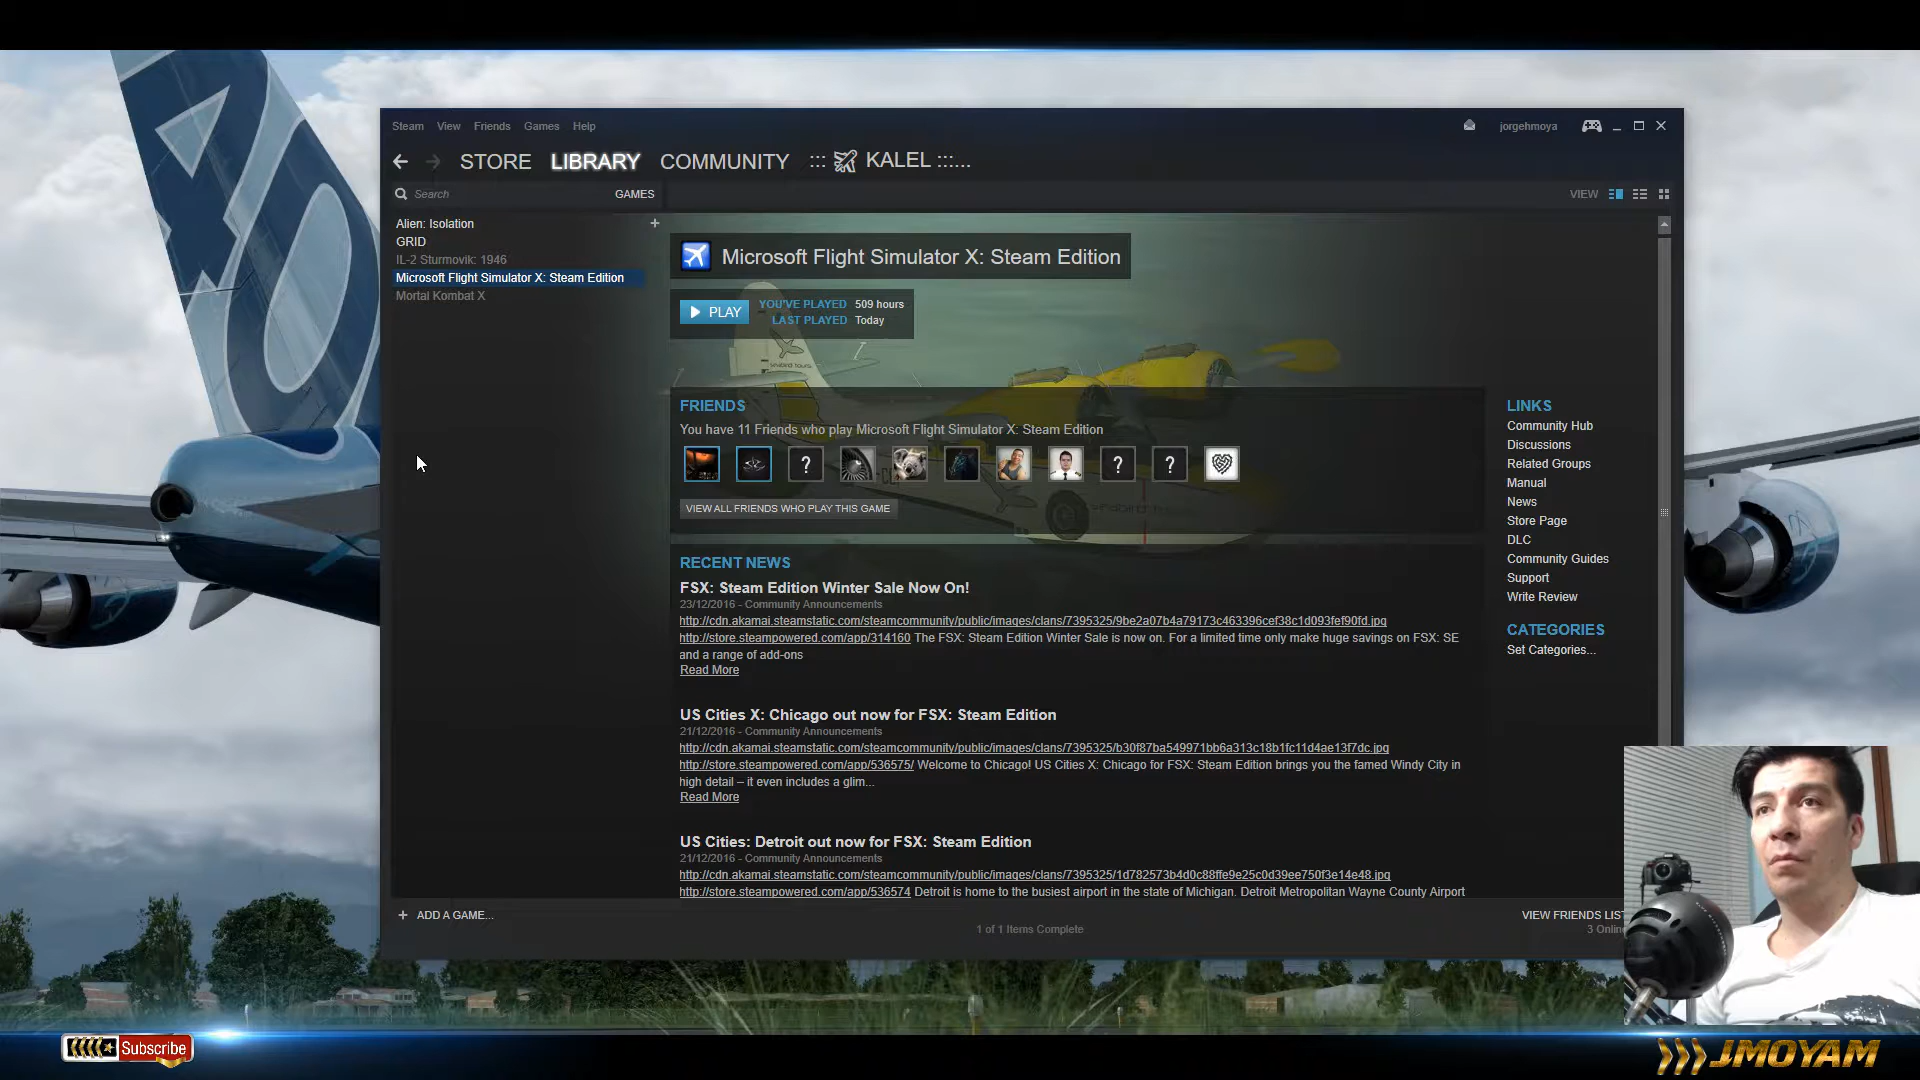 Steam View Friends Games Help
jorgehmoya
STORE LIBRARY COMMUNITY ::: KALEL :::...
Search GAMES
VIEW
Alien: Isolation
GRID
IL-2 Sturmovik: 1946
Microsoft Flight Simulator X: Steam Edition
Mortal Kombat X
Microsoft Flight Simulator X: Steam Edition
PLAY
YOU'VE PLAYED 509 hours
LAST PLAYED Today
FRIENDS
You have 11 Friends who play Microsoft Flight Simulator X: Steam Edition
? ? ?
VIEW ALL FRIENDS WHO PLAY THIS GAME
RECENT NEWS
FSX: Steam Edition Winter Sale Now On!
23/12/2016 - Community Announcements
http://cdn.akamai.steamstatic.com/steamcommunity/public/images/clans/7395325/9be2a07b4a79173c463396cef38c1d093fef90fd.jpg
http://store.steampowered.com/app/314160 The FSX: Steam Edition Winter Sale is now on. For a limited time only make huge savings on FSX: SE
and a range of add-ons
Read More
US Cities X: Chicago out now for FSX: Steam Edition
21/12/2016 - Community Announcements
http://cdn.akamai.steamstatic.com/steamcommunity/public/images/clans/7395325/b30f87ba549971bb6a313c18b1fc11d4ae13f7dc.jpg
http://store.steampowered.com/app/536575/ Welcome to Chicago! US Cities X: Chicago for FSX: Steam Edition brings you the famed Windy City in
high detail – it even includes a glim...
Read More
US Cities: Detroit out now for FSX: Steam Edition
21/12/2016 - Community Announcements
http://cdn.akamai.steamstatic.com/steamcommunity/public/images/clans/7395325/1d782573b4d0c88ffe9e25c0d39ee750f3e14e48.jpg
http://store.steampowered.com/app/536574 Detroit is home to the busiest airport in the state of Michigan. Detroit Metropolitan Wayne County Airport
LINKS
Community Hub
Discussions
Related Groups
Manual
News
Store Page
DLC
Community Guides
Support
Write Review
CATEGORIES
Set Categories...
+ ADD A GAME...
1 of 1 Items Complete
VIEW FRIENDS LIST
3 Online
Subscribe
JMOYAM